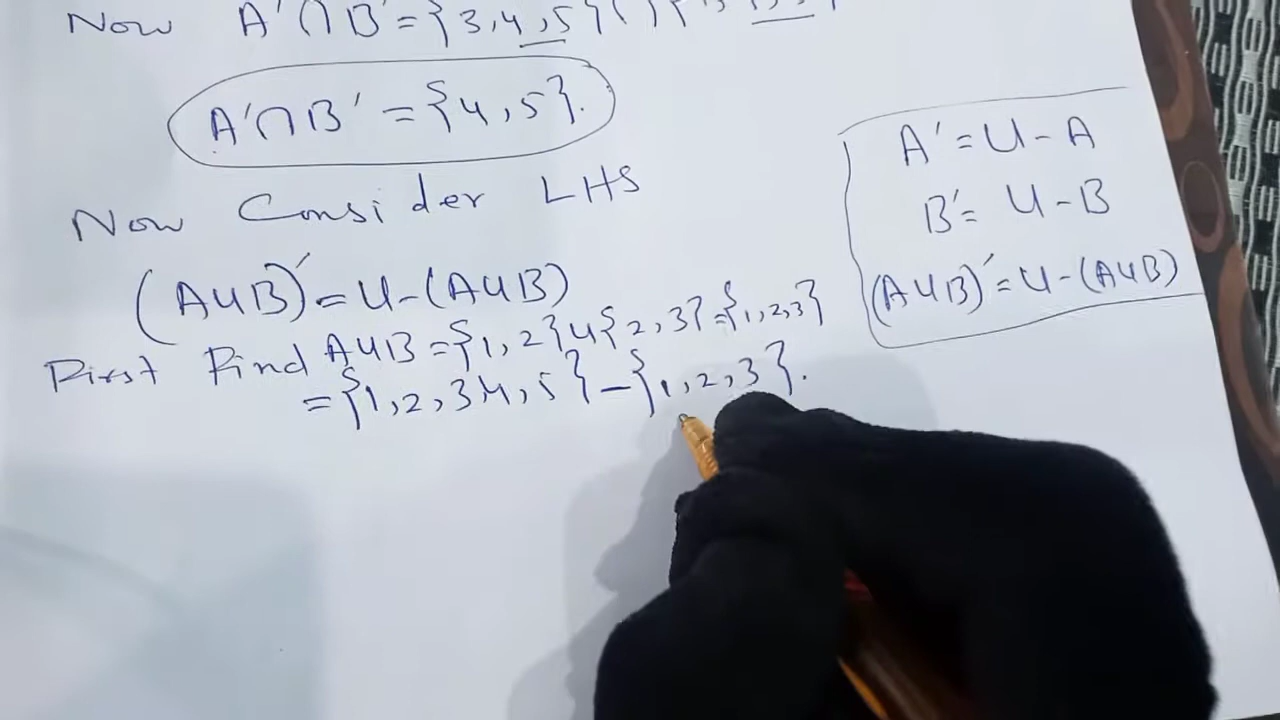 Now A'∩B' = {3,4,5} ∩ {
A'∩B' = {4,5}.
Now Consider LHS
(A∪B)' = U-(A∪B)
First Find A∪B = {1,2}∪{2,3} = {1,2,3}
= {1,2,3 4,5} - {1,2,3}.
A' = U - A
B' = U - B
(A∪B)' = U-(A∪B)